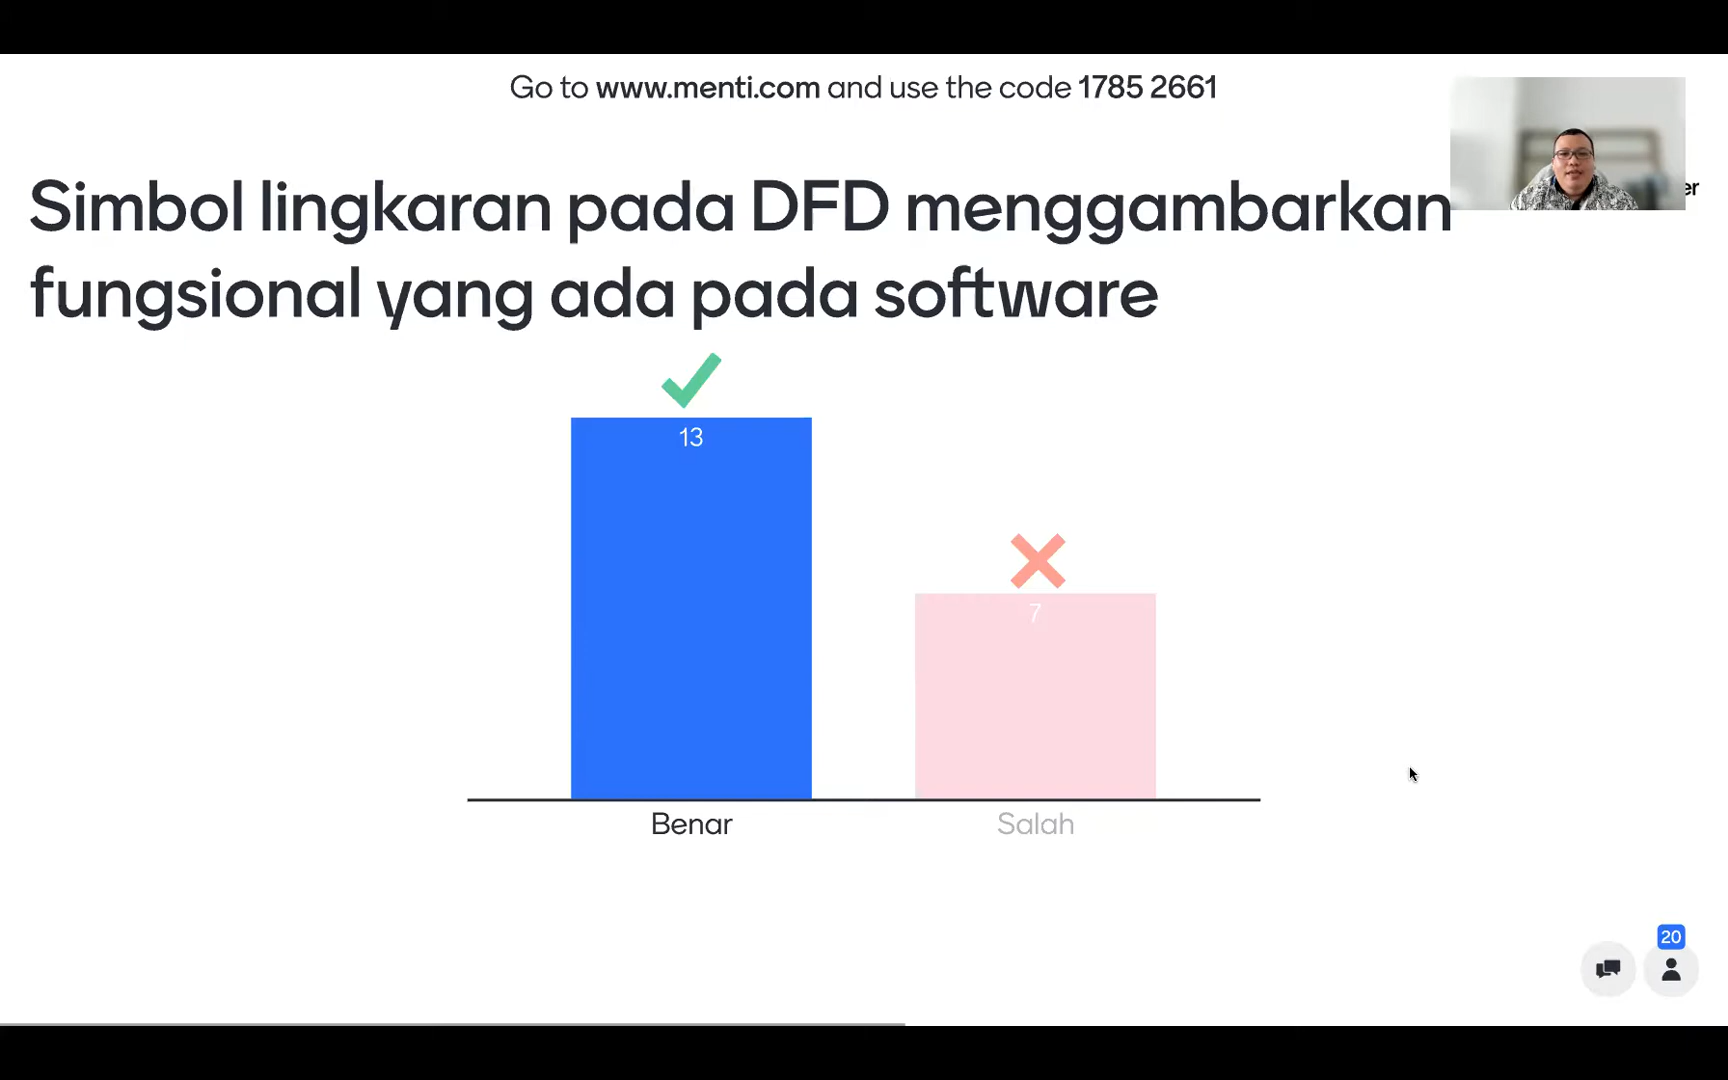 Go to www.menti.com and use the code 1785 2661
Simbol lingkaran pada DFD menggambarkan
fungsional yang ada pada software
13
7
Benar
Salah
20